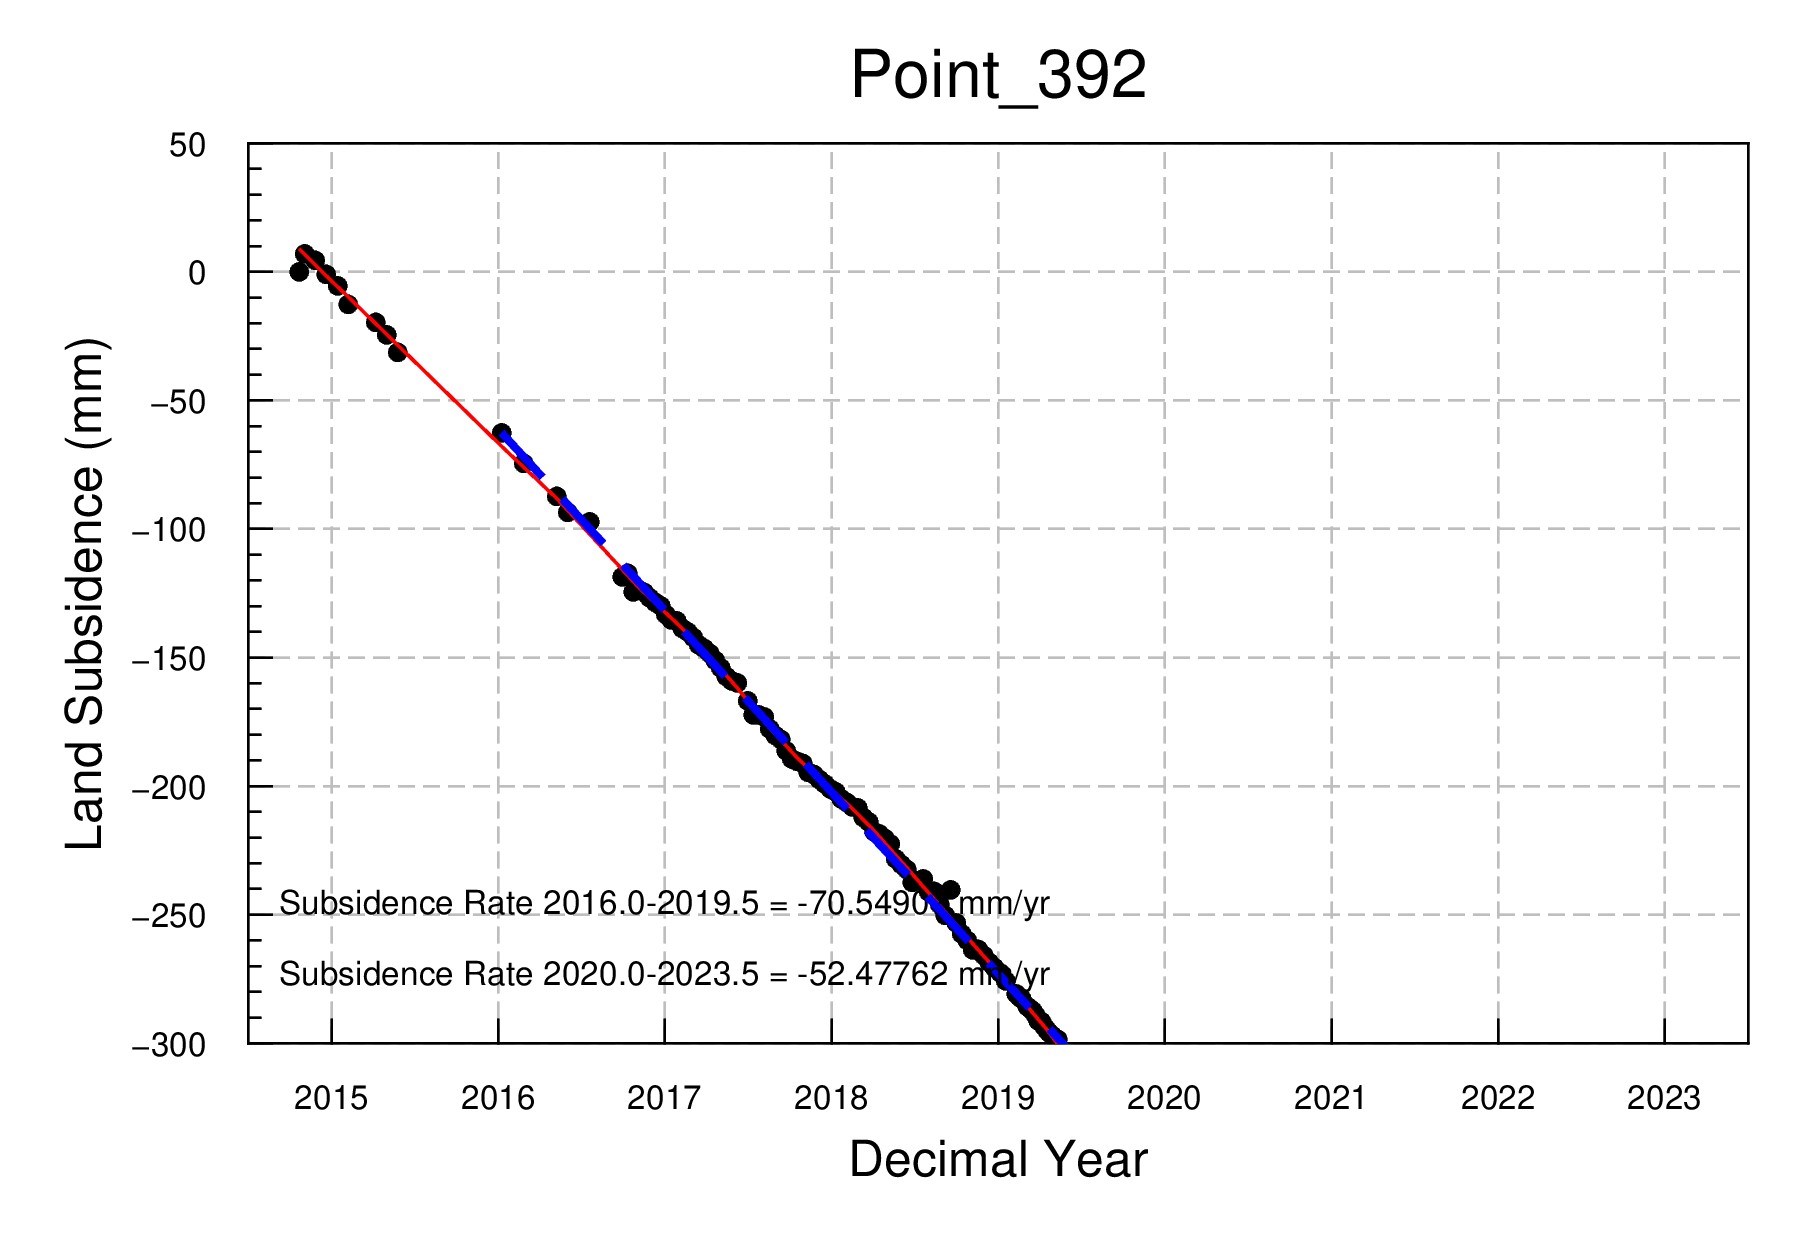 Point_392
50
0
−50
−100
−150
−200
−250
−300
Land Subsidence (mm)
Subsidence Rate 2016.0-2019.5 = mm/yr
Subsidence Rate 2020.0-2023.5 = -52.47762 mm/yr
2015 2016 2017 2018 2019 2020 2021 2022 2023
Decimal Year